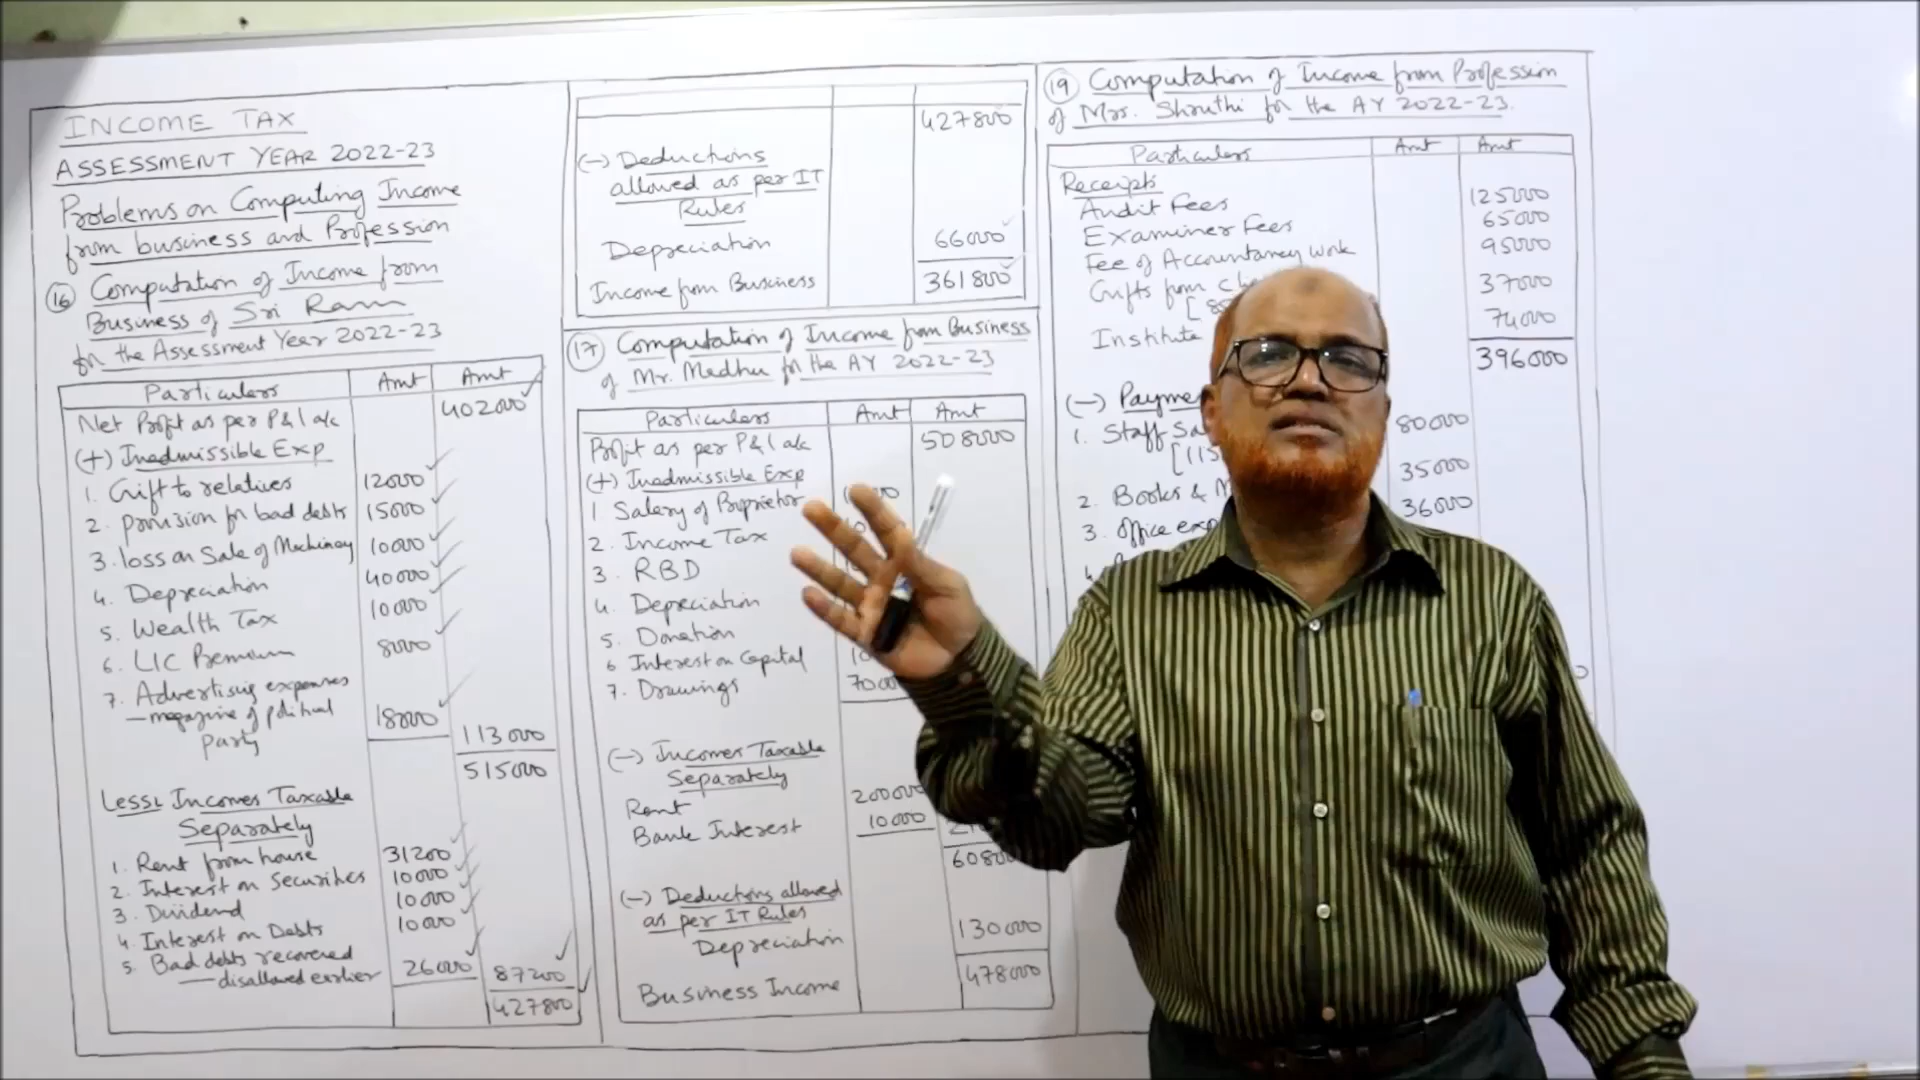 INCOME TAX
ASSESSMENT YEAR 2022-23
Problems on Computing Income
from business and Profession
16 Computation of Income from
Business of Sri Ram
for the Assessment Year 2022-23
Particulars Amt Amt
Net Profit as per P&L a/c 402000
(+) Inadmissible Exp
1. Gift to relatives 12000
2. Provision for bad debts 15000
3. loss on Sale of Machinery 10000
4. Depreciation 40000
5. Wealth Tax 10000
6. LIC Premium 8000
7. Advertising expenses
— magazine of political
Party 18000 113000
515000
Less: Incomes Taxable
Separately
1. Rent from house 31200
2. Interest on Securities 10000
3. Dividend 10000
4. Interest on Debts 10000
5. Bad debts recovered
— disallowed earlier 26000 87200
427800
427800
(-) Deductions
allowed as per IT
Rules
Depreciation 66000
Income from Business 361800
17 Computation of Income from Business
of Mr. Madhu for the AY 2022-23
Particulars Amt Amt
Profit as per P&L a/c 508000
(+) Inadmissible Exp
1 Salary of Proprietor
2. Income Tax
3. RBD
4. Depreciation
5. Donation
6 Interest on Capital
7. Drawings
(-) Incomes Taxable
Separately
Rent 200000
Bank Interest 10000
(-) Deductions allowed
as per IT Rules
Depreciation 130000
Business Income 478000
19 Computation of Income from Profession
of Mrs. Shruthi for the AY 2022-23.
Particulars Amt Amt
Receipts
Audit Fees 125000
Examiner Fees 65000
Fee of Accountancy work 95000
Gifts from 37000
Institute 74000
396000
(-)
1. Staff 80000
2. Books & 35000
3. Office 36000